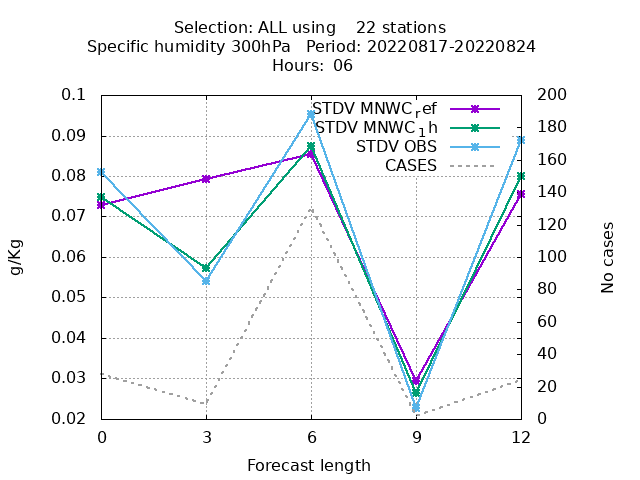 Selection: ALL using    22 stations
Specific humidity 300hPa   Period: 20220817-20220824
Hours:  06
STDV MNWC_ref
STDV MNWC_1h
STDV OBS
CASES
0.1
0.09
0.08
0.07
0.06
0.05
0.04
0.03
0.02
200
180
160
140
120
100
80
60
40
20
0
g/Kg
No cases
0 3 6 9 12
Forecast length